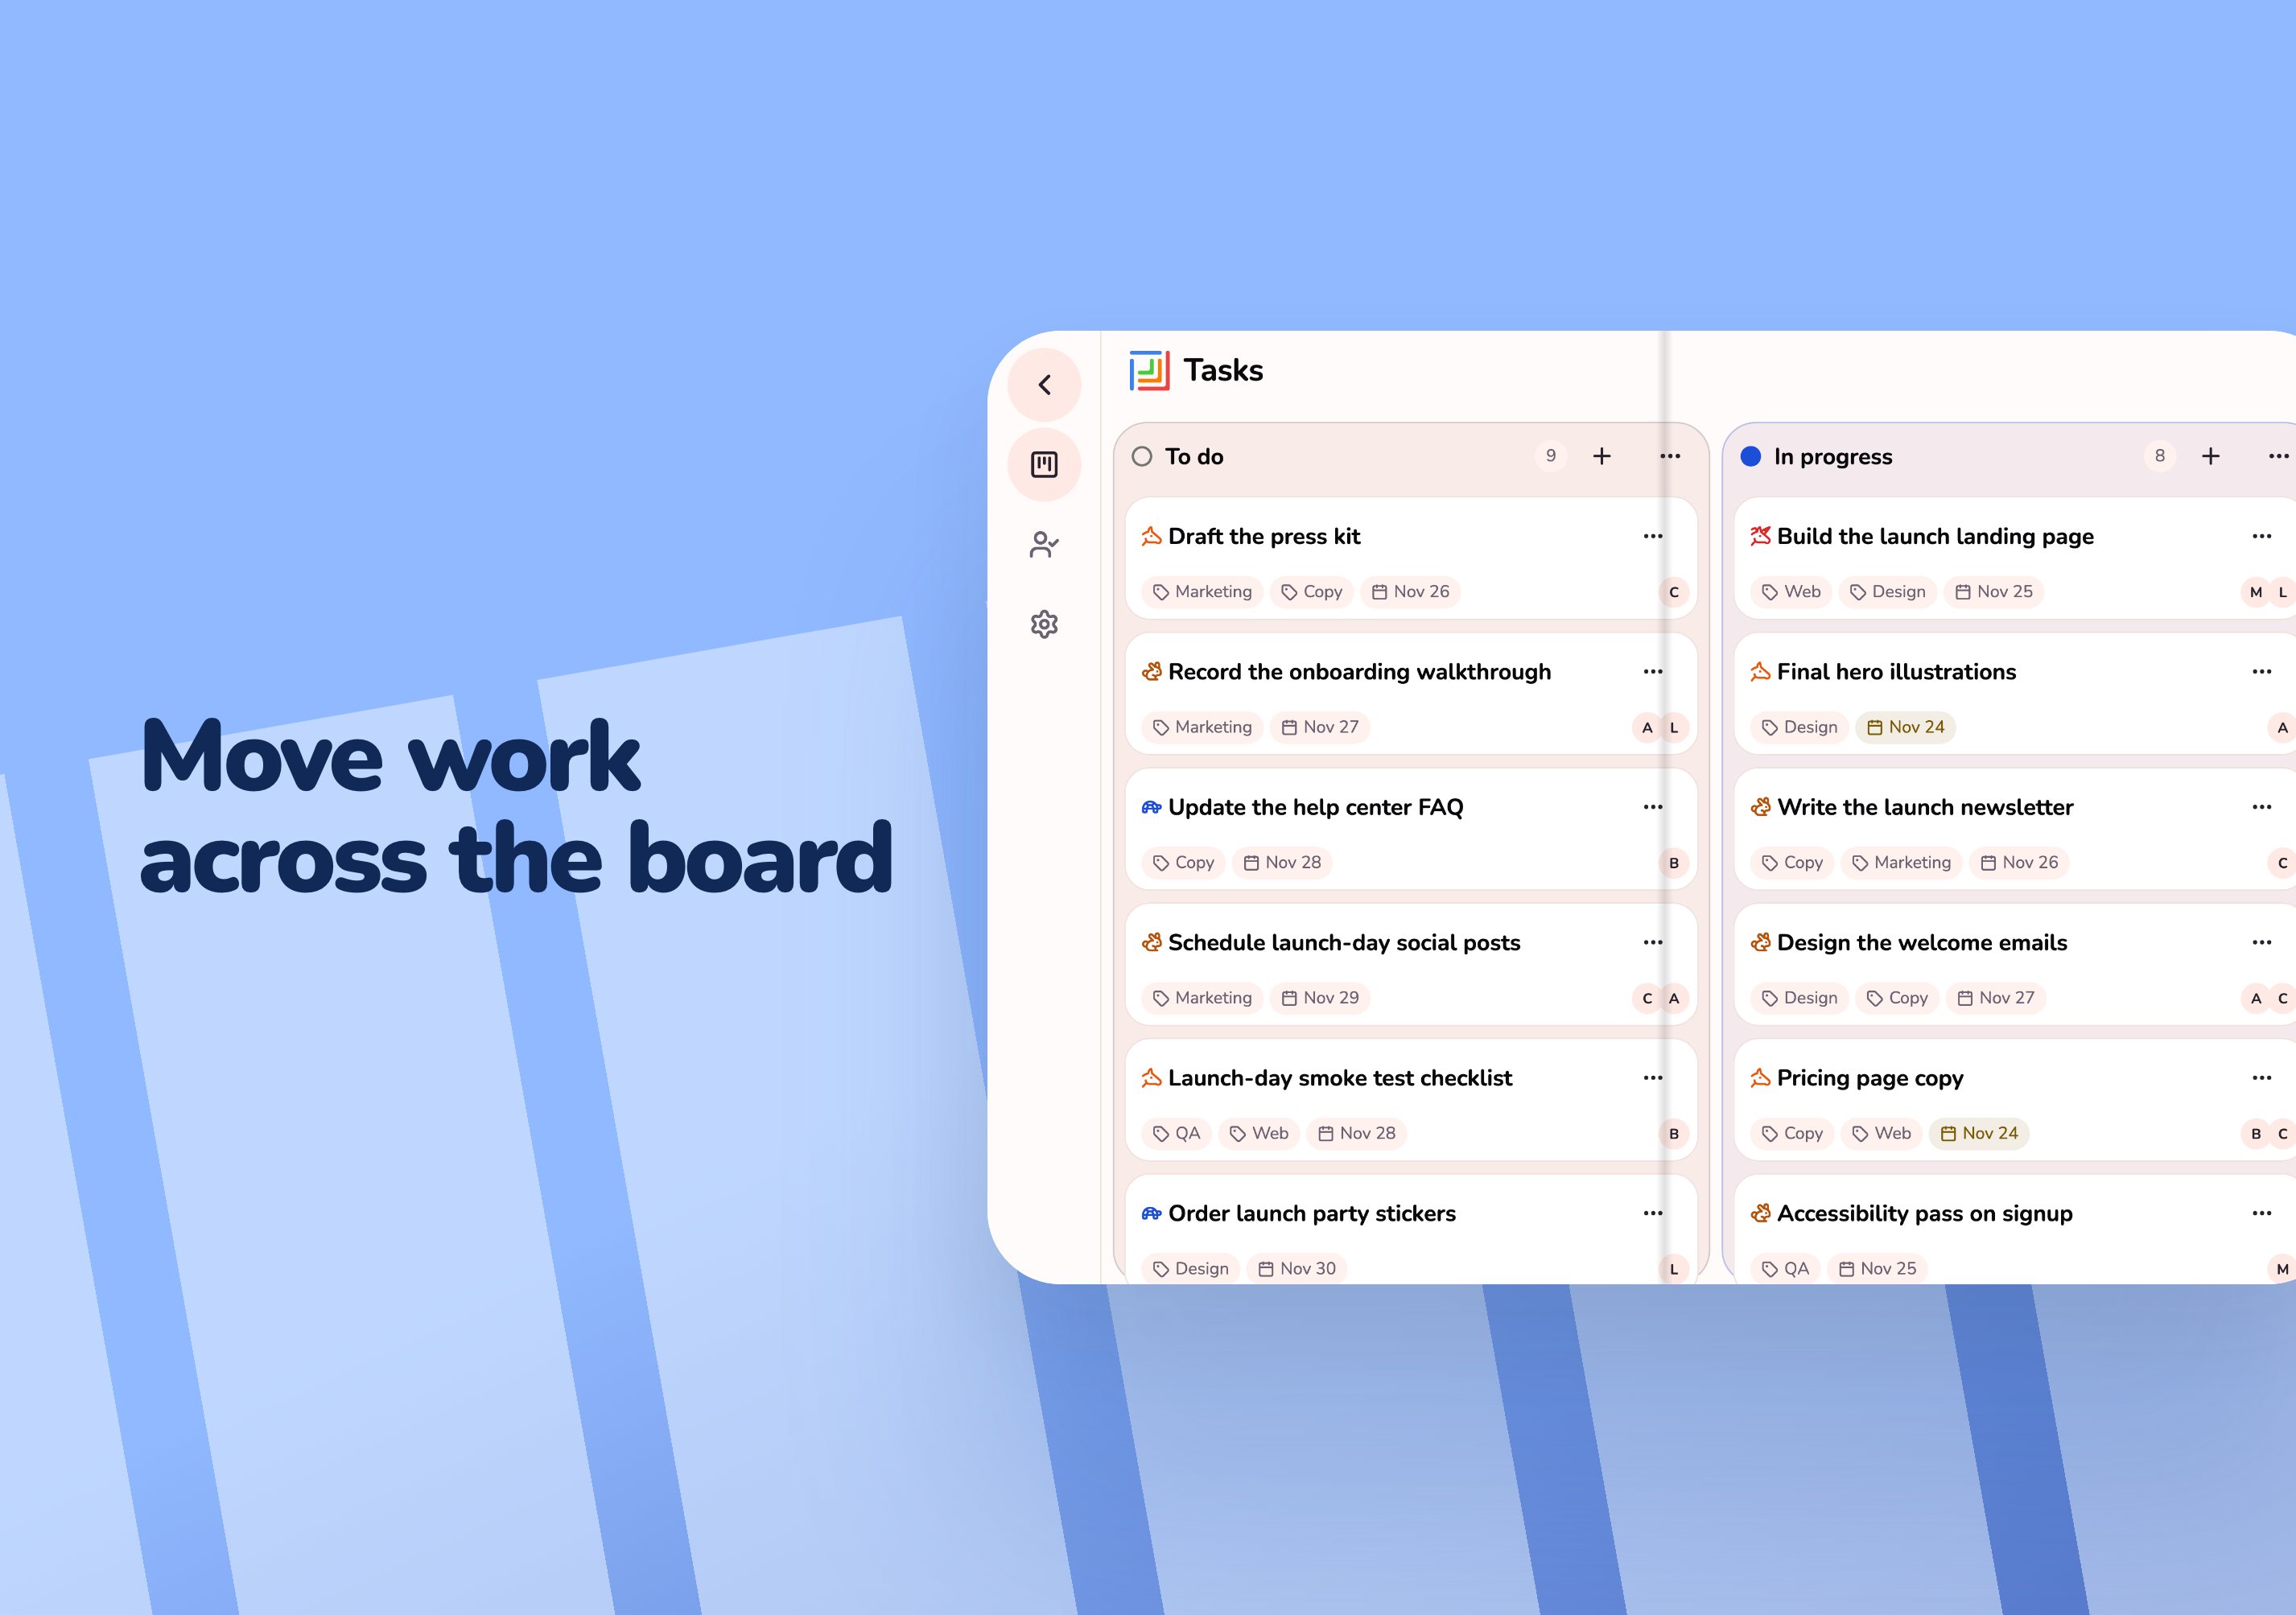 Move work
across the board
Tasks
To do 9
Draft the press kit
Marketing Copy Nov 26 C
Record the onboarding walkthrough
Marketing Nov 27 A L
Update the help center FAQ
Copy Nov 28 B
Schedule launch-day social posts
Marketing Nov 29 C A
Launch-day smoke test checklist
QA Web Nov 28 B
Order launch party stickers
Design Nov 30 L
In progress 8
Build the launch landing page
Web Design Nov 25 M L
Final hero illustrations
Design Nov 24 A
Write the launch newsletter
Copy Marketing Nov 26 C
Design the welcome emails
Design Copy Nov 27 A C
Pricing page copy
Copy Web Nov 24 B C
Accessibility pass on signup
QA Nov 25 M